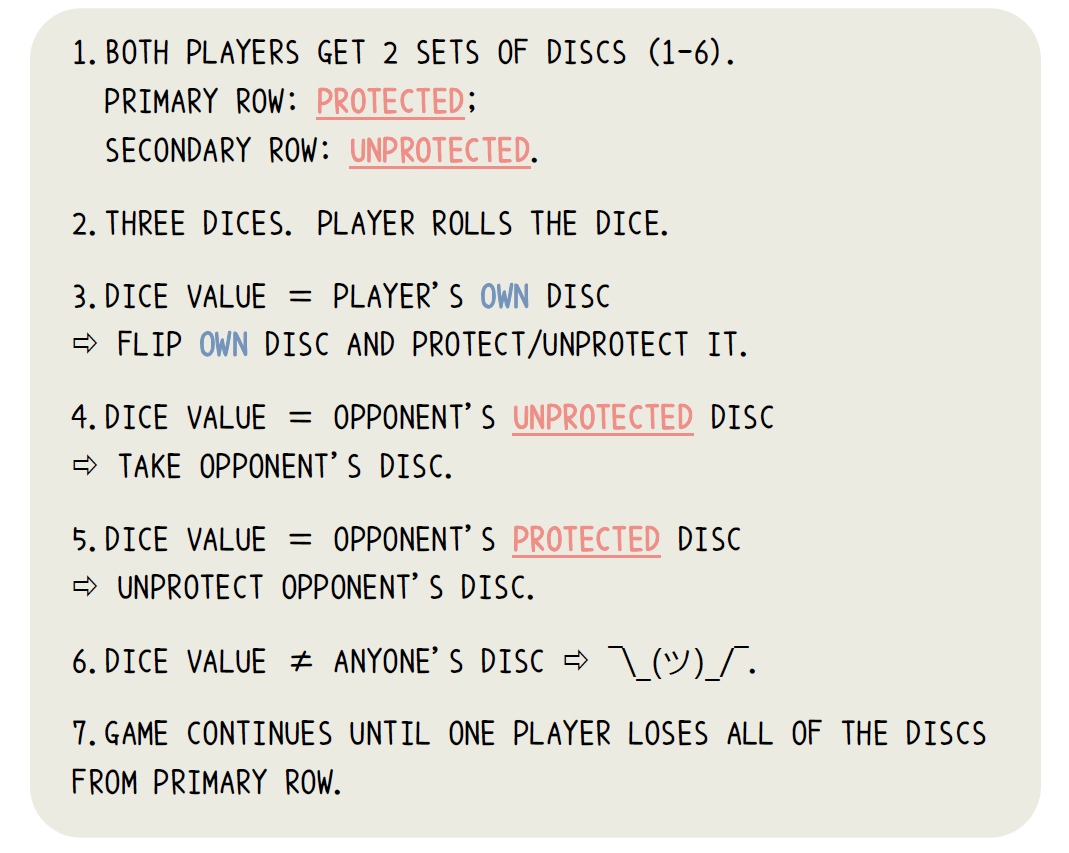 1. BOTH PLAYERS GET 2 SETS OF DISCS (1-6).
PRIMARY ROW: PROTECTED;
SECONDARY ROW: UNPROTECTED.
2. THREE DICES. PLAYER ROLLS THE DICE.
3. DICE VALUE = PLAYER'S OWN DISC
⇨ FLIP OWN DISC AND PROTECT/UNPROTECT IT.
4. DICE VALUE = OPPONENT'S UNPROTECTED DISC
⇨ TAKE OPPONENT'S DISC.
5. DICE VALUE = OPPONENT'S PROTECTED DISC
⇨ UNPROTECT OPPONENT'S DISC.
6. DICE VALUE ≠ ANYONE'S DISC ⇨ ¯\_(ツ)_/¯.
7. GAME CONTINUES UNTIL ONE PLAYER LOSES ALL OF THE DISCS
FROM PRIMARY ROW.